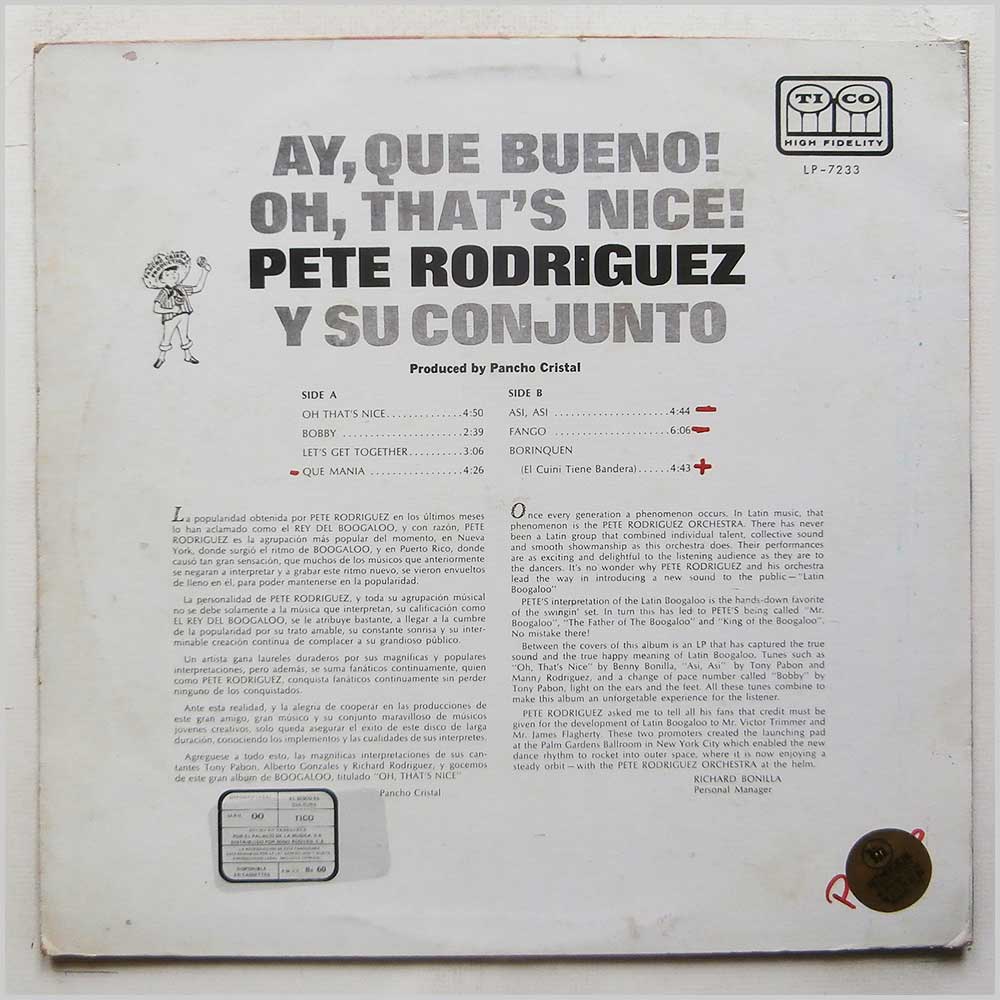 TICO
HIGH FIDELITY
LP-7233
AY, QUE BUENO!
OH, THAT'S NICE!
PETE RODRIGUEZ
Y SU CONJUNTO
PANCHO CRISTAL
PRODUCTION
Produced by Pancho Cristal
SIDE A
OH THAT'S NICE..............4:50
BOBBY ......................2:39
LET'S GET TOGETHER.........3:06
QUE MANIA .................4:26
SIDE B
ASI, ASI .....................4:44
FANGO ......................6:06
BORINQUEN
(El Cuini Tiene Bandera)......4:43
La popularidad obtenida por PETE RODRIGUEZ en los últimos meses
lo han aclamado como el REY DEL BOOGALOO, y con razón, PETE
RODRIGUEZ es la agrupación más popular del momento, en Nueva
York, donde surgió el ritmo de BOOGALOO, y en Puerto Rico, donde
causó tan gran sensación, que muchos de los músicos que anteriormente
se negaran a interpretar y a grabar este ritmo nuevo, se vieron envueltos
de lleno en él, para poder mantenerse en la popularidad.
La personalidad de PETE RODRIGUEZ, y toda su agrupación músical
no se debe solamente a la música que interpretan, su calificación como
EL REY DEL BOOGALOO, se le atribuye bastante, a llegar a la cumbre
de la popularidad por su trato amable, su constante sonrisa y su inter-
minable creación contínua de complacer a su grandioso público.
Un artista gana laureles duraderos por sus magníficas y populares
interpretaciones, pero además, se suma fanáticos continuamente, quien
como PETE RODRIGUEZ, conquista fanáticos continuamente sin perder
ninguno de los conquistados.
Ante esta realidad, y la alegria de cooperar en las producciones de
este gran amigo, gran músico y su conjunto maravilloso de músicos
jóvenes creativos, solo queda asegurar el exito de este disco de larga
duración, conociendo los implementos y las cualidades de sus interpretes.
Agreguese a todo esto, las magníficas interpretaciones de sus can-
tantes Tony Pabon, Alberto Gonzales y Richard Rodriguez, y gocemos
de este gran album de BOOGALOO, titulado "OH, THAT'S NICE"
Pancho Cristal
Once every generation a phenomenon occurs. In Latin music, that
phenomenon is the PETE RODRIGUEZ ORCHESTRA. There has never
been a Latin group that combined individual talent, collective sound
and smooth showmanship as this orchestra does. Their performances
are as exciting and delightful to the listening audience as they are to
the dancers. It's no wonder why PETE RODRIGUEZ and his orchestra
lead the way in introducing a new sound to the public — "Latin
Boogaloo"
PETE'S interpretation of the Latin Boogaloo is the hands-down favorite
of the swingin' set. In turn this has led to PETE'S being called "Mr.
Boogaloo", "The Father of The Boogaloo" and "King of the Boogaloo".
No mistake there!
Between the covers of this album is an LP that has captured the true
sound and the true happy meaning of Latin Boogaloo. Tunes such as
"Oh, That's Nice" by Benny Bonilla, "Asi, Asi" by Tony Pabon and
Manny Rodriguez, and a change of pace number called "Bobby" by
Tony Pabon, light on the ears and the feet. All these tunes combine to
make this album an unforgetable experience for the listener.
PETE RODRIGUEZ asked me to tell all his fans that credit must be
given for the development of Latin Boogaloo to Mr. Victor Trimmer and
Mr. James Flagherty. These two promoters created the launching pad
at the Palm Gardens Ballroom in New York City which enabled the new
dance rhythm to rocket into outer space, where it is now enjoying a
steady orbit — with the PETE RODRIGUEZ ORCHESTRA at the helm.
RICHARD BONILLA
Personal Manager
SERIE 00 TICO
POR EL PALACIO DE LA MUSICA, S.A.
DISPONIBLE
EN CASSETTES
Bs 60
P